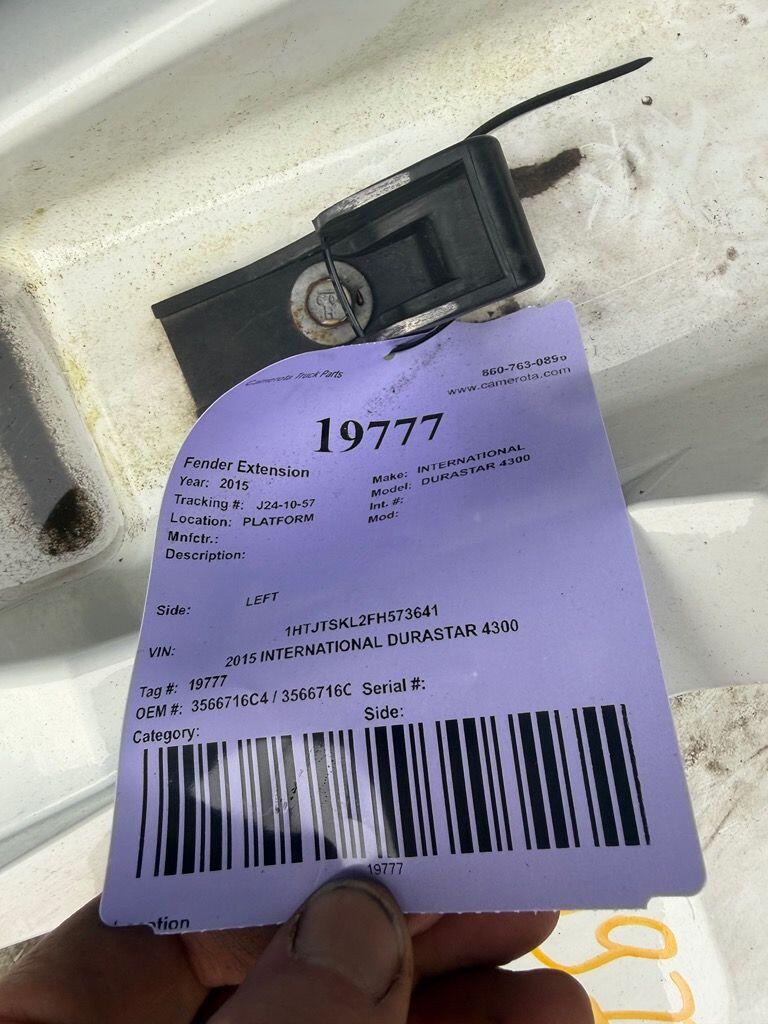 Camerota Truck Parts
860-763-0896
www.camerota.com
19777
Fender Extension
Year: 2015
Make: INTERNATIONAL
Tracking #: J24-10-57
Model: DURASTAR 4300
Location: PLATFORM
Int. #:
Mnfctr.:
Mod:
Description:
Side: LEFT
VIN: 1HTJTSKL2FH573641
2015 INTERNATIONAL DURASTAR 4300
Tag #: 19777
OEM #: 3566716C4 / 3566716C Serial #:
Category:
Side:
19777